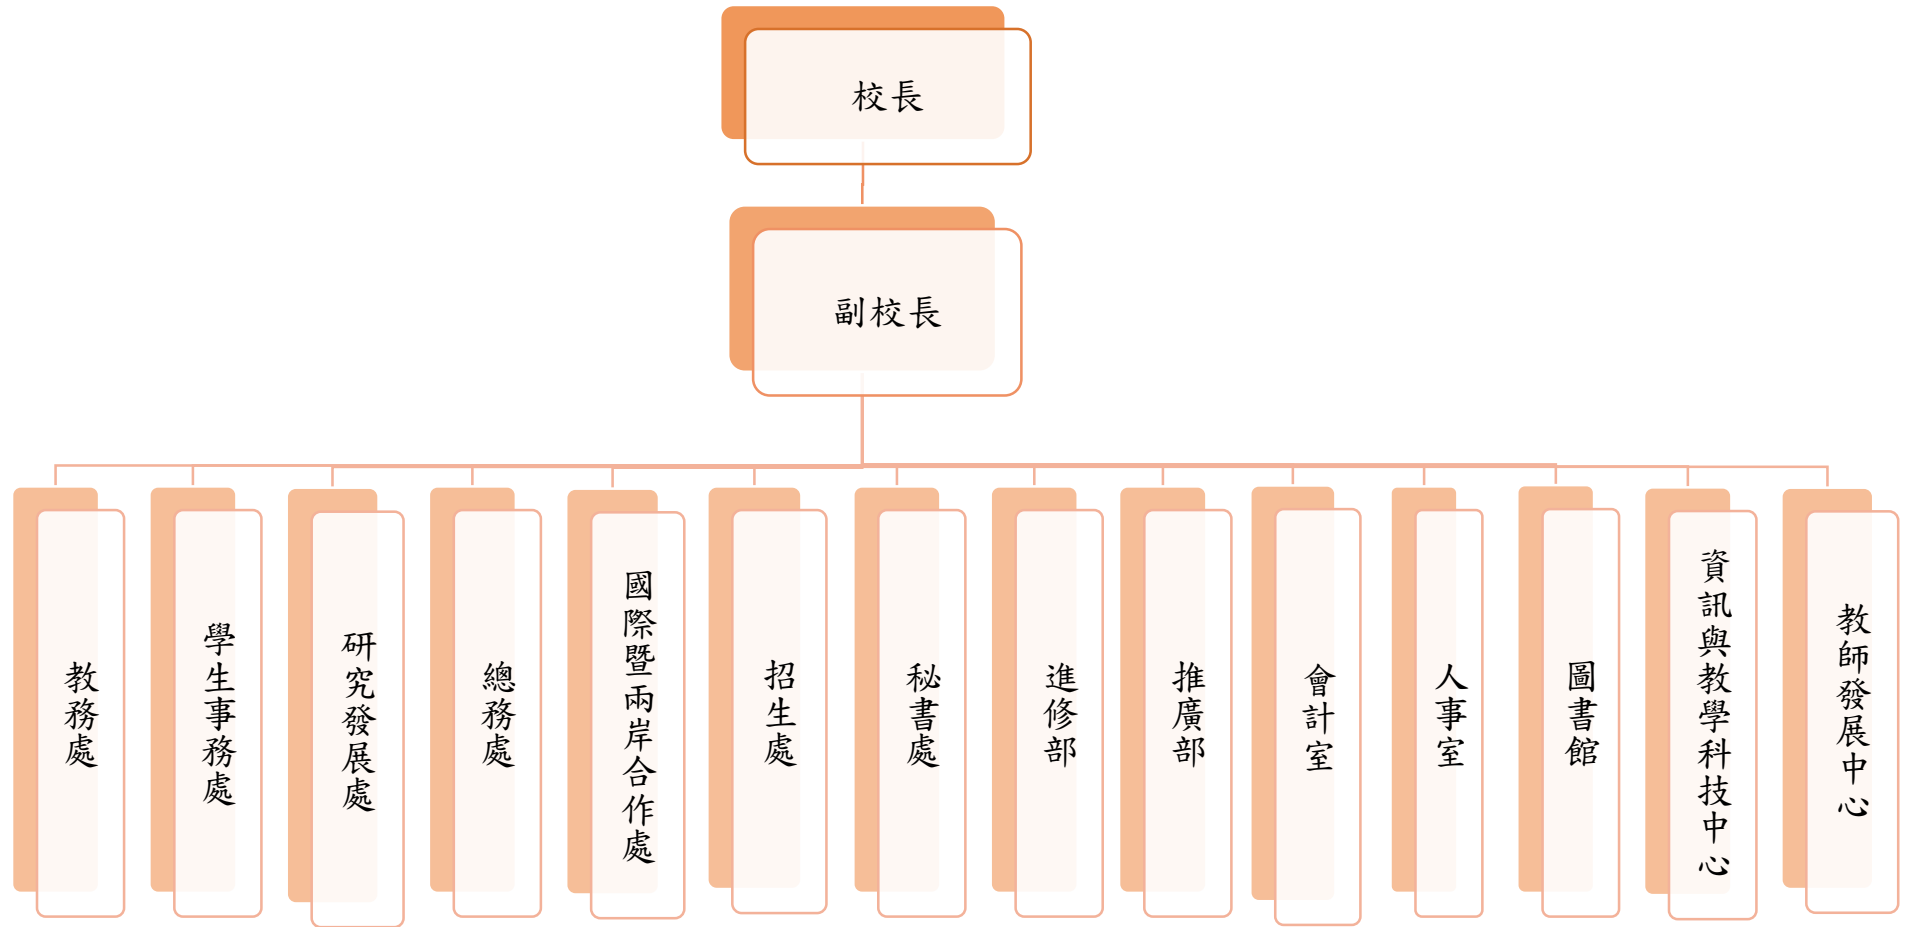 校長
副校長
教務處
學生事務處
研究發展處
總務處
國際暨兩岸合作處
招生處
秘書處
進修部
推廣部
會計室
人事室
圖書館
資訊與教學科技中心
教師發展中心